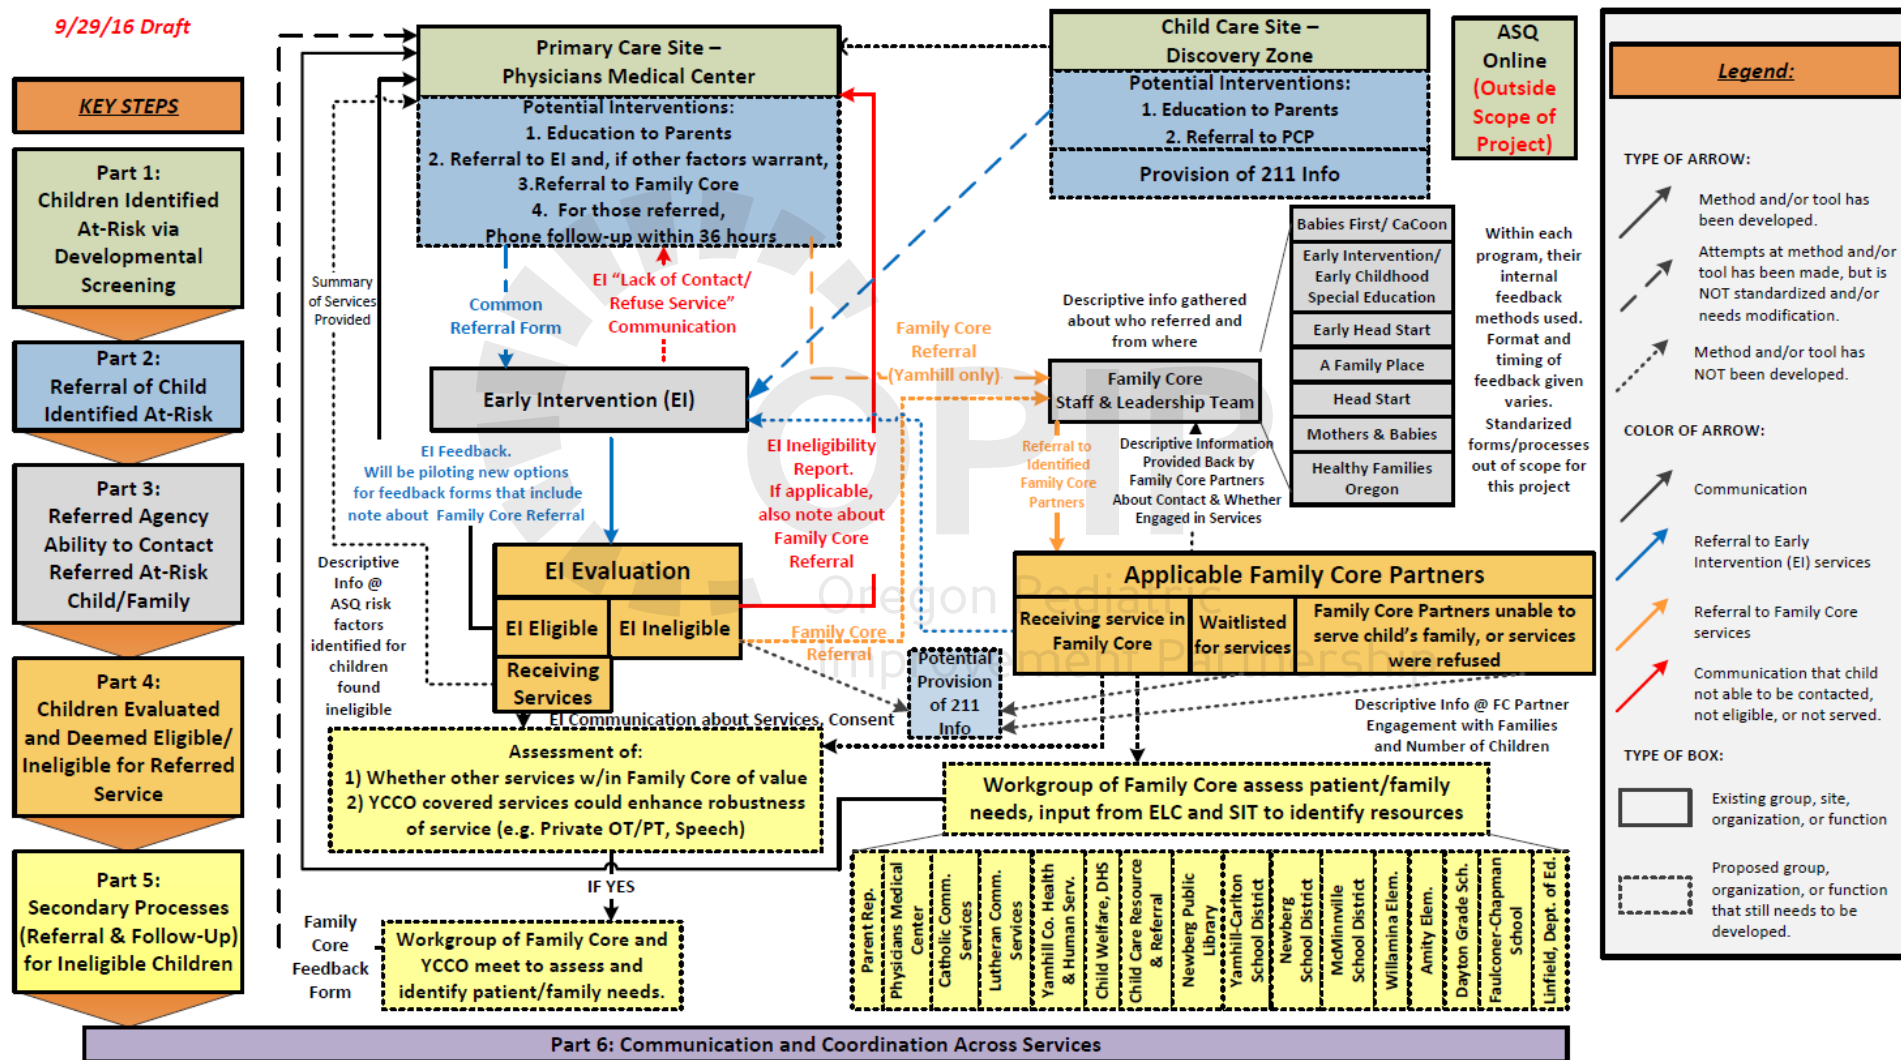 9/29/16 Draft
KEY STEPS
Part 1:
Children Identified
At-Risk via
Developmental
Screening
Part 2:
Referral of Child
Identified At-Risk
Part 3:
Referred Agency
Ability to Contact
Referred At-Risk
Child/Family
Part 4:
Children Evaluated
and Deemed Eligible/
Ineligible for Referred
Service
Part 5:
Secondary Processes
(Referral & Follow-Up)
for Ineligible Children
Part 6: Communication and Coordination Across Services
Primary Care Site –
Physicians Medical Center
Potential Interventions:
1. Education to Parents
2. Referral to EI and, if other factors warrant,
3.Referral to Family Core
4. For those referred,
Phone follow-up within 36 hours
Child Care Site –
Discovery Zone
Potential Interventions:
1. Education to Parents
2. Referral to PCP
Provision of 211 Info
ASQ
Online
(Outside
Scope of
Project)
Summary
of Services
Provided
Common
Referral Form
EI “Lack of Contact/
Refuse Service”
Communication
Family Core
Referral
(Yamhill only)
Descriptive info gathered
about who referred and
from where
Babies First/ CaCoon
Early Intervention/
Early Childhood
Special Education
Early Head Start
A Family Place
Head Start
Mothers & Babies
Healthy Families
Oregon
Within each
program, their
internal
feedback
methods used.
Format and
timing of
feedback given
varies.
Standarized
forms/processes
out of scope for
this project
Early Intervention (EI)
Family Core
Staff & Leadership Team
EI Feedback.
Will be piloting new options
for feedback forms that include
note about Family Core Referral
EI Ineligibility
Report.
If applicable,
also note about
Family Core
Referral
Referral to
Identified
Family Core
Partners
Descriptive Information
Provided Back by
Family Core Partners
About Contact & Whether
Engaged in Services
OPIP
Oregon Pediatric
Improvement Partnership
Descriptive
Info @
ASQ risk
factors
identified for
children
found
ineligible
EI Evaluation
EI Eligible
EI Ineligible
Receiving
Services
Family Core
Referral
Applicable Family Core Partners
Receiving service in
Family Core
Waitlisted
for services
Family Core Partners unable to
serve child’s family, or services
were refused
Potential
Provision
of 211
Info
EI Communication about Services, Consent
Descriptive Info @ FC Partner
Engagement with Families
and Number of Children
Assessment of:
1) Whether other services w/in Family Core of value
2) YCCO covered services could enhance robustness
of service (e.g. Private OT/PT, Speech)
IF YES
Family
Core
Feedback
Form
Workgroup of Family Core and
YCCO meet to assess and
identify patient/family needs.
Workgroup of Family Core assess patient/family
needs, input from ELC and SIT to identify resources
Parent Rep.
Physicians Medical
Center
Catholic Comm.
Services
Lutheran Comm.
Services
Yamhill Co. Health
& Human Serv.
Child Welfare, DHS
Child Care Resource
& Referral
Newberg Public
Library
Yamhill-Carlton
School District
Newberg
School District
McMinnville
School District
Willamina Elem.
Amity Elem.
Dayton Grade Sch.
Faulconer-Chapman
School
Linfield, Dept. of Ed.
Legend:
TYPE OF ARROW:
Method and/or tool has
been developed.
Attempts at method and/or
tool has been made, but is
NOT standardized and/or
needs modification.
Method and/or tool has
NOT been developed.
COLOR OF ARROW:
Communication
Referral to Early
Intervention (EI) services
Referral to Family Core
services
Communication that child
not able to be contacted,
not eligible, or not served.
TYPE OF BOX:
Existing group, site,
organization, or function
Proposed group,
organization, or function
that still needs to be
developed.